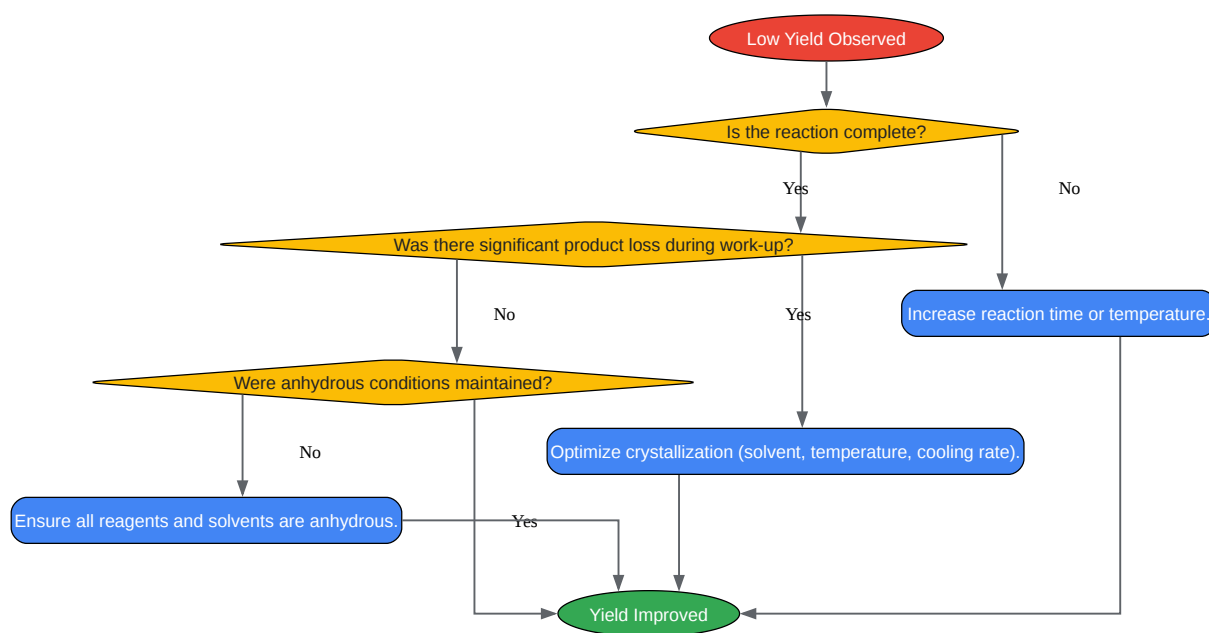 Low Yield Observed
Is the reaction complete?
Yes
No
Was there significant product loss during work-up?
No
Yes
Increase reaction time or temperature.
Were anhydrous conditions maintained?
No
Optimize crystallization (solvent, temperature, cooling rate).
Ensure all reagents and solvents are anhydrous.
Yes
Yield Improved